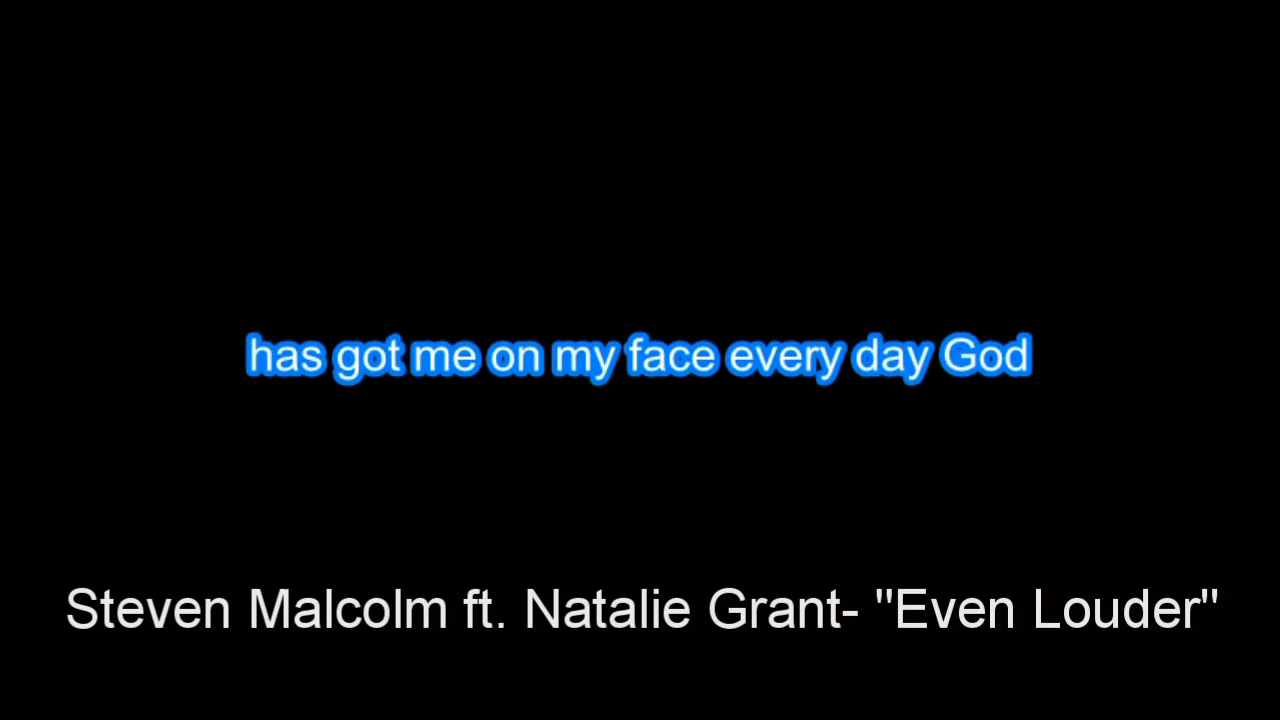 has got me on my face every day God
Steven Malcolm ft. Natalie Grant- "Even Louder"